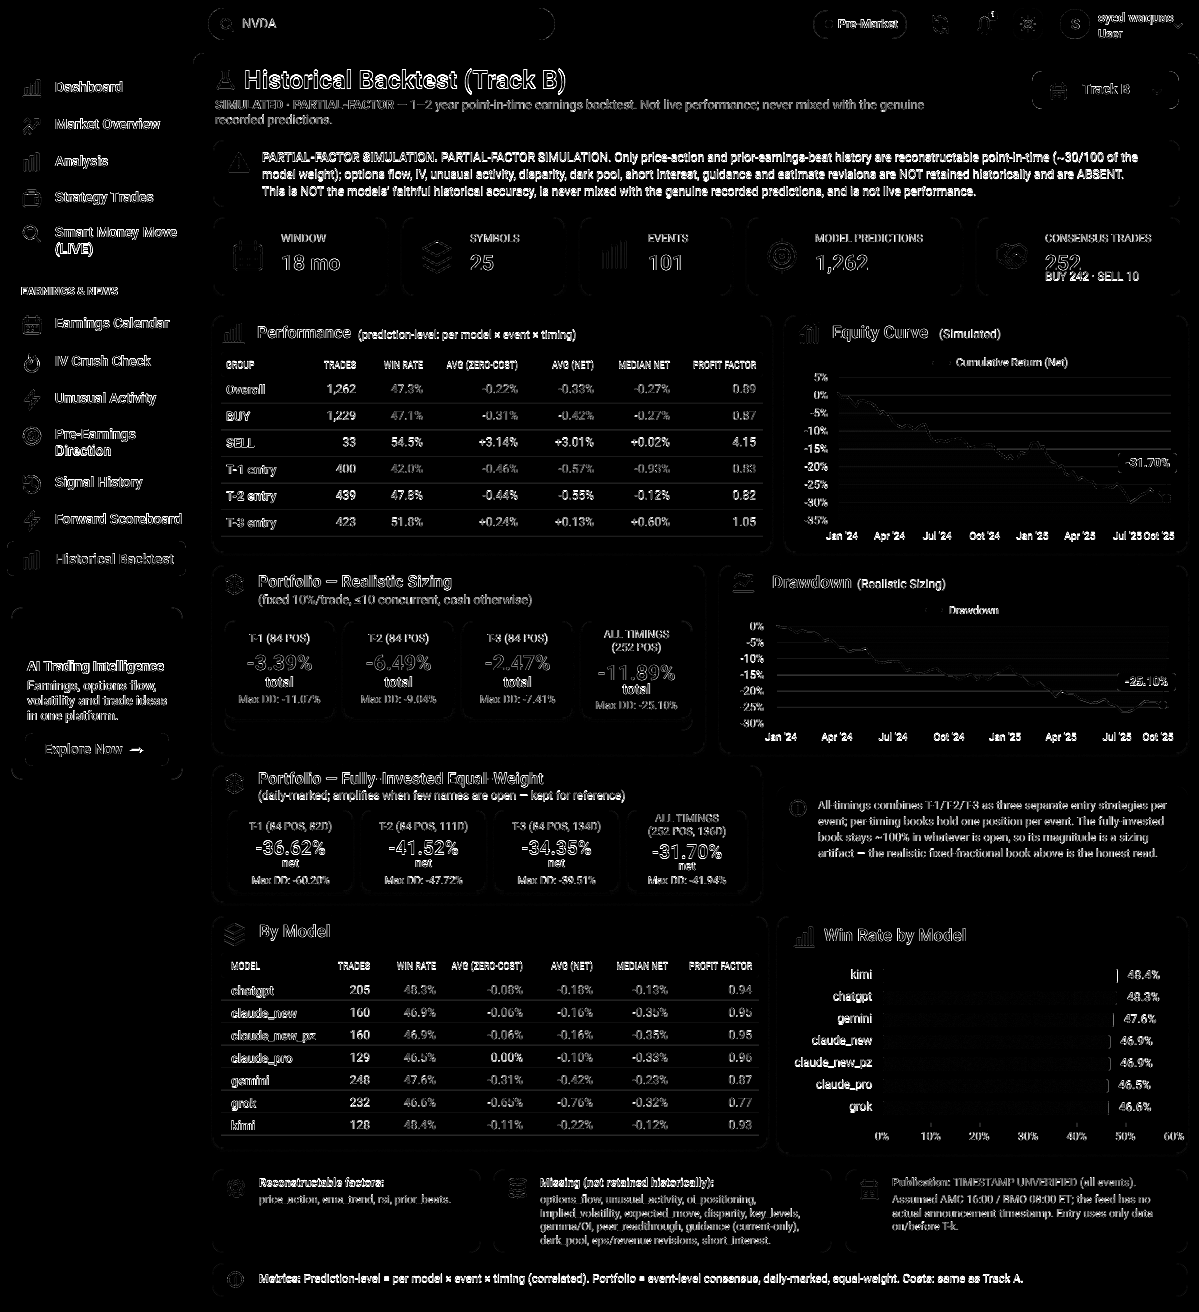 NVDA
Pre-Market
S
syed waquas
User
Dashboard
Market Overview
Analysis
Strategy Trades
Smart Money Move
(LIVE)
EARNINGS & NEWS
Earnings Calendar
IV Crush Check
Unusual Activity
Pre-Earnings
Direction
Signal History
Forward Scoreboard
Historical Backtest
AI Trading Intelligence
Earnings, options flow,
volatility and trade ideas
in one platform.
Explore Now →
Historical Backtest (Track B)
SIMULATED · PARTIAL-FACTOR — 1–2 year point-in-time earnings backtest. Not live performance; never mixed with the genuine
recorded predictions.
Track B
PARTIAL-FACTOR SIMULATION. PARTIAL-FACTOR SIMULATION. Only price-action and prior-earnings-beat history are reconstructable point-in-time (~30/100 of the
model weight); options flow, IV, unusual activity, disparity, dark pool, short interest, guidance and estimate revisions are NOT retained historically and are ABSENT.
This is NOT the models' faithful historical accuracy, is never mixed with the genuine recorded predictions, and is not live performance.
WINDOW
18 mo
SYMBOLS
25
EVENTS
101
MODEL PREDICTIONS
1,262
CONSENSUS TRADES
252
BUY 242 · SELL 10
Performance (prediction-level: per model × event × timing)
GROUP TRADES WIN RATE AVG (ZERO-COST) AVG (NET) MEDIAN NET PROFIT FACTOR
Overall 1,262 47.3% -0.22% -0.33% -0.27% 0.89
BUY 1,229 47.1% -0.31% -0.42% -0.27% 0.87
SELL 33 54.5% +3.14% +3.01% +0.02% 4.15
T-1 entry 400 42.0% -0.46% -0.57% -0.93% 0.83
T-2 entry 439 47.8% -0.44% -0.55% -0.12% 0.82
T-3 entry 423 51.8% +0.24% +0.13% +0.60% 1.05
Equity Curve (Simulated)
Cumulative Return (Net)
5%
0%
-5%
-10%
-15%
-20%
-25%
-30%
-35%
-31.70%
Jan '24 Apr '24 Jul '24 Oct '24 Jan '25 Apr '25 Jul '25 Oct '25
Portfolio — Realistic Sizing
(fixed 10%/trade, ≤10 concurrent, cash otherwise)
T-1 (84 POS)
-3.39%
total
Max DD: -11.07%
T-2 (84 POS)
-6.49%
total
Max DD: -9.04%
T-3 (84 POS)
-2.47%
total
Max DD: -7.41%
ALL TIMINGS
(252 POS)
-11.89%
total
Max DD: -25.10%
Drawdown (Realistic Sizing)
Drawdown
0%
-5%
-10%
-15%
-20%
-25%
-30%
-25.10%
Jan '24 Apr '24 Jul '24 Oct '24 Jan '25 Apr '25 Jul '25 Oct '25
Portfolio — Fully-Invested Equal-Weight
(daily-marked; amplifies when few names are open — kept for reference)
T-1 (84 POS, 82D)
-36.62%
net
Max DD: -60.20%
T-2 (84 POS, 111D)
-41.52%
net
Max DD: -47.72%
T-3 (84 POS, 134D)
-34.35%
net
Max DD: -39.51%
ALL TIMINGS
(252 POS, 136D)
-31.70%
net
Max DD: -41.94%
All-timings combines T-1/T-2/T-3 as three separate entry strategies per
event; per-timing books hold one position per event. The fully-invested
book stays ~100% in whatever is open, so its magnitude is a sizing
artifact — the realistic fixed-fractional book above is the honest read.
By Model
MODEL TRADES WIN RATE AVG (ZERO-COST) AVG (NET) MEDIAN NET PROFIT FACTOR
chatgpt 205 48.3% -0.08% -0.18% -0.13% 0.94
claude_new 160 46.9% -0.06% -0.16% -0.35% 0.95
claude_new_pz 160 46.9% -0.06% -0.16% -0.35% 0.95
claude_pro 129 46.5% 0.00% -0.10% -0.33% 0.96
gemini 248 47.6% -0.31% -0.42% -0.23% 0.87
grok 232 46.6% -0.65% -0.76% -0.32% 0.77
kimi 128 48.4% -0.11% -0.22% -0.12% 0.93
Win Rate by Model
kimi 48.4%
chatgpt 48.3%
gemini 47.6%
claude_new 46.9%
claude_new_pz 46.9%
claude_pro 46.5%
grok 46.6%
0% 10% 20% 30% 40% 50% 60%
Reconstructable factors:
price_action, ema_trend, rsi, prior_beats.
Missing (not retained historically):
options_flow, unusual_activity, oi_positioning,
implied_volatility, expected_move, disparity, key_levels,
gamma/OI, peer_readthrough, guidance (current-only),
dark_pool, eps/revenue revisions, short_interest.
Publication: TIMESTAMP UNVERIFIED (all events).
Assumed AMC 16:00 / BMO 08:00 ET; the feed has no
actual announcement timestamp. Entry uses only data
on/before T-k.
Metrics: Prediction-level = per model × event × timing (correlated). Portfolio = event-level consensus, daily-marked, equal-weight. Costs: same as Track A.